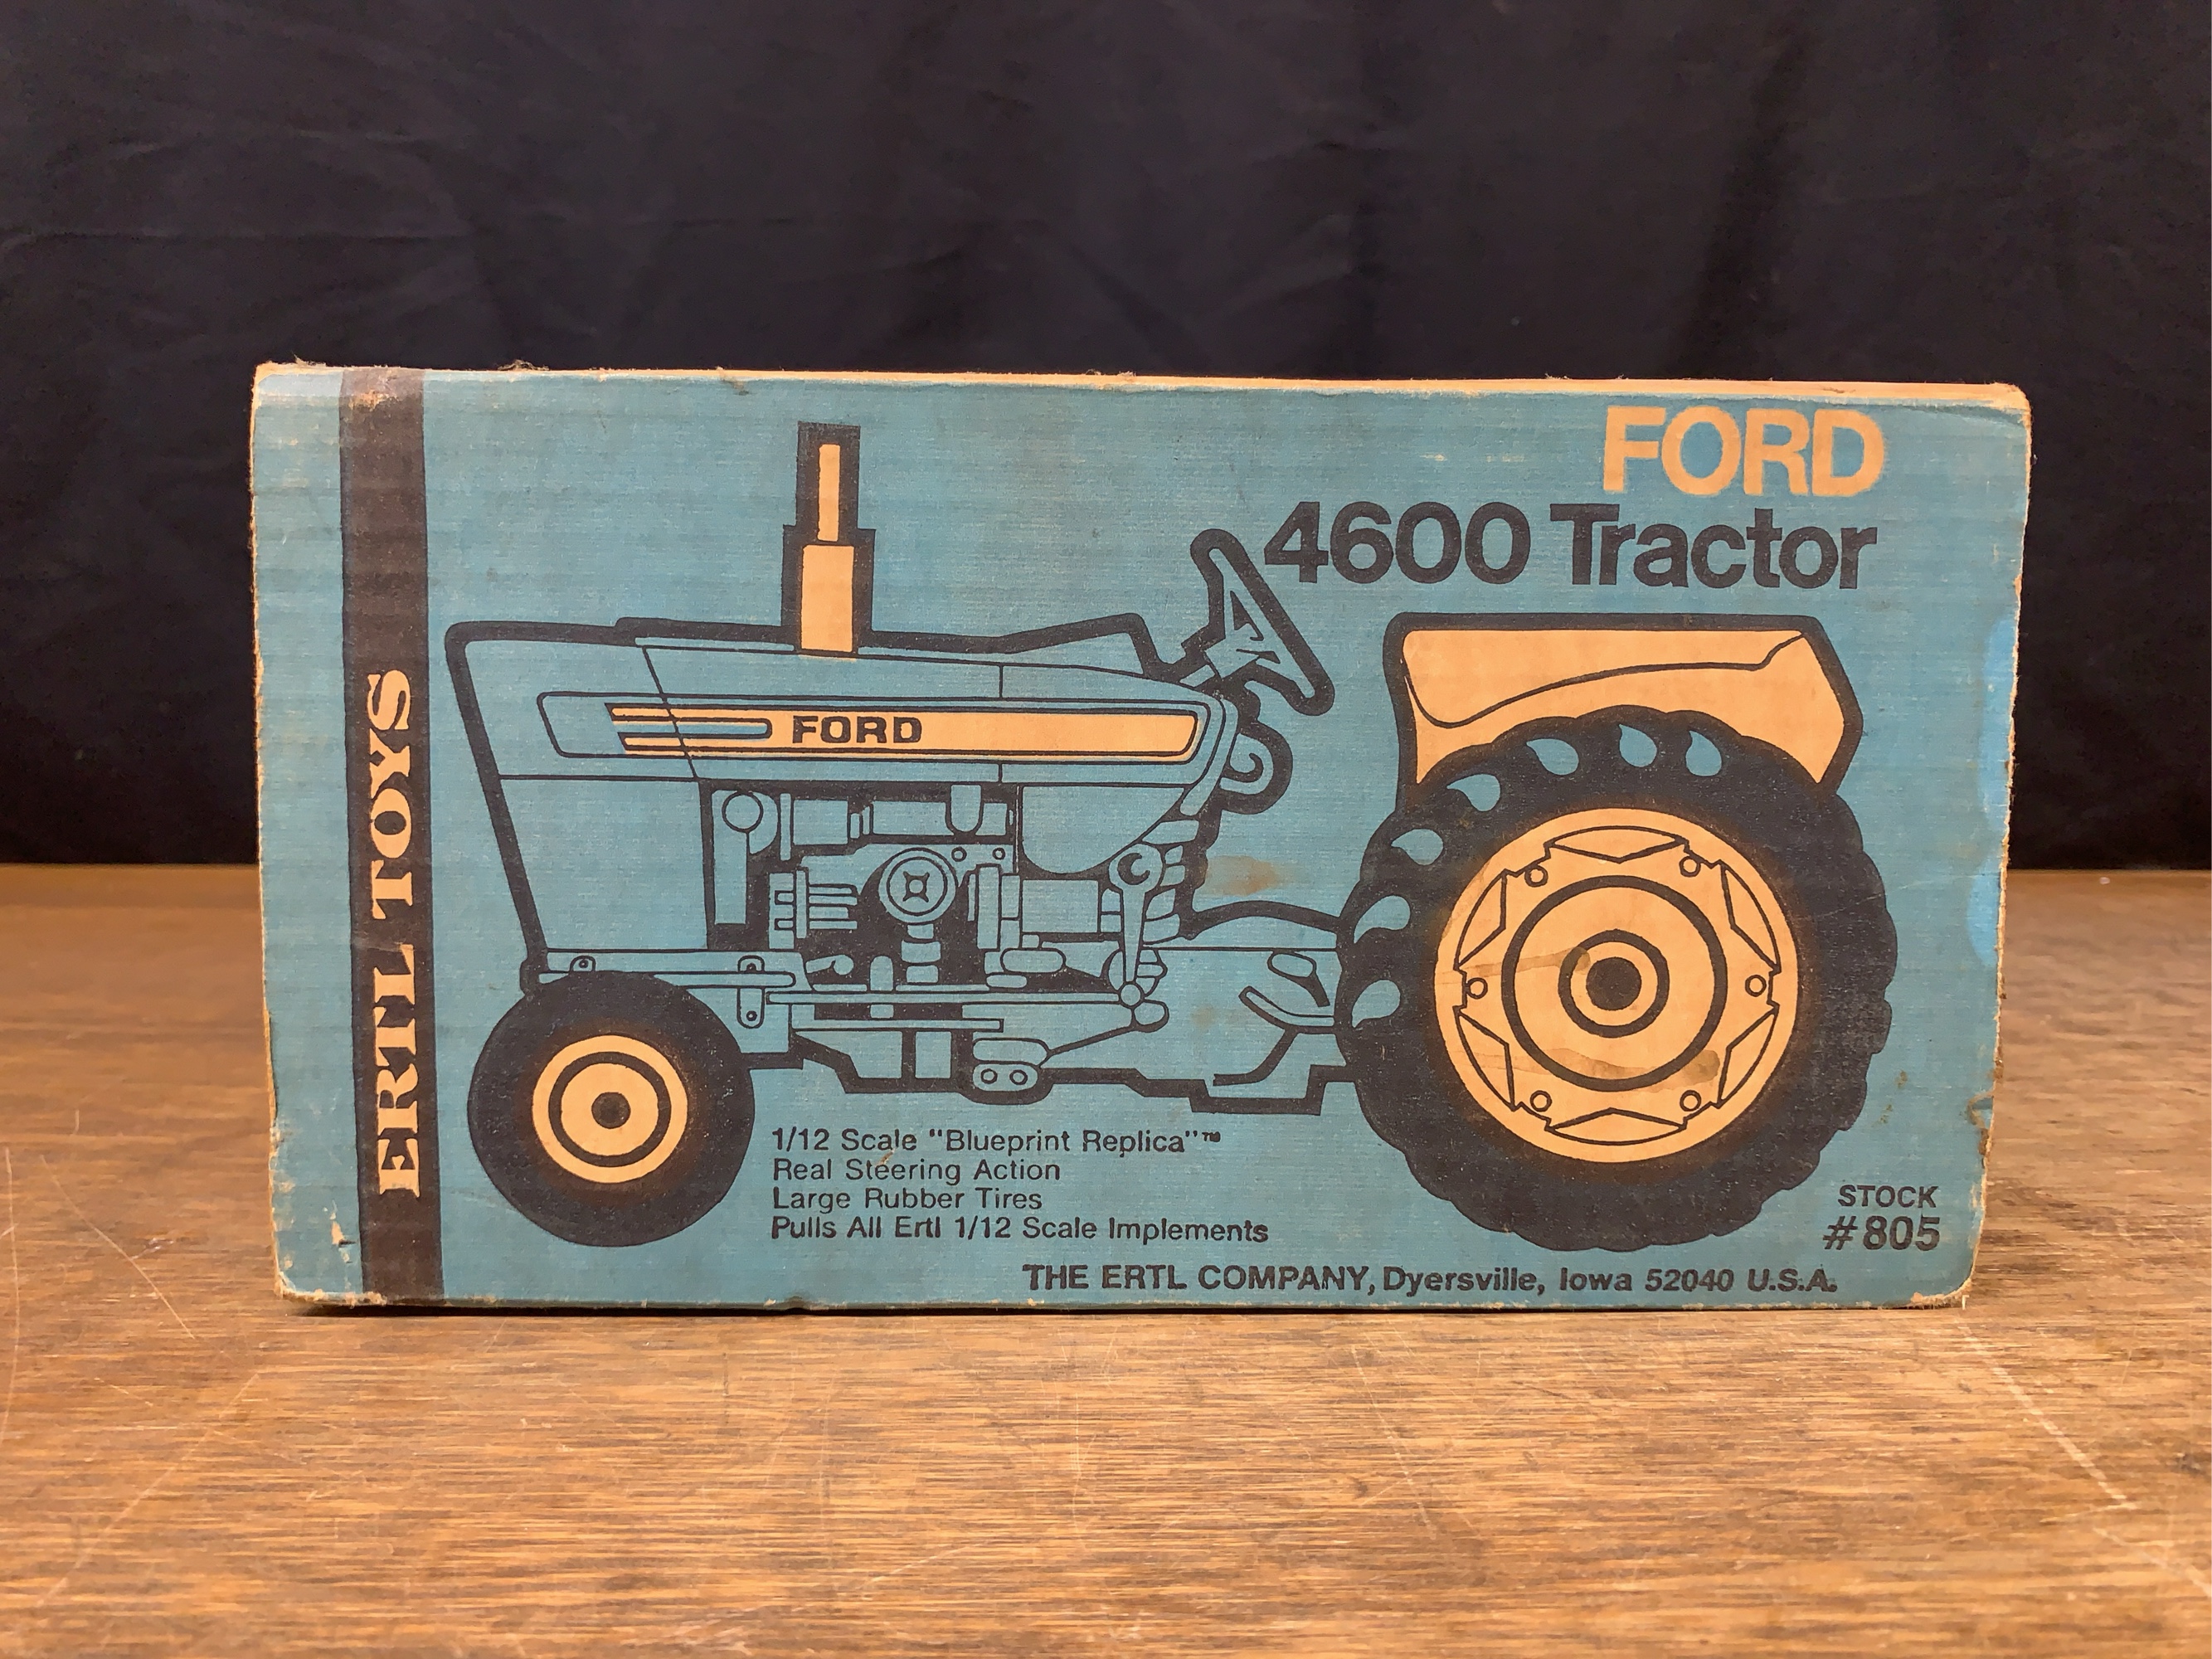 FORD
4600 Tractor
FORD
ERTL TOYS
1/12 Scale "Blueprint Replica"™
Real Steering Action
Large Rubber Tires
Pulls All Ertl 1/12 Scale Implements
STOCK
#805
THE ERTL COMPANY, Dyersville, Iowa 52040 U.S.A.